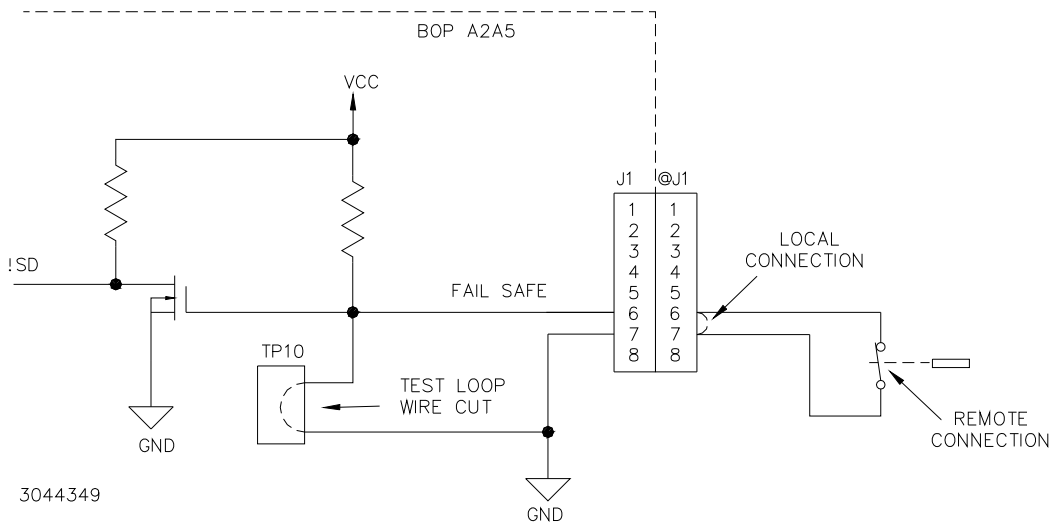 BOP A2A5
VCC
J1 @J1
1 1
2 2
3 3
4 4
5 5
6 6
7 7
8 8
LOCAL
CONNECTION
!SD
FAIL SAFE
TP10
TEST LOOP
WIRE CUT
REMOTE
CONNECTION
GND
3044349
GND